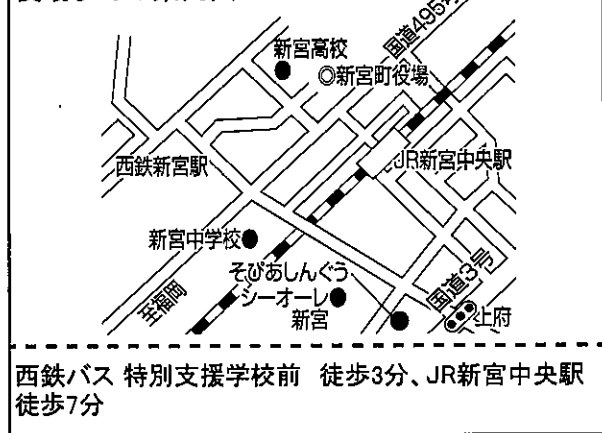 国道495号
新宮高校
◎新宮町役場
西鉄新宮駅
JR新宮中央駅
新宮中学校
そぴあしんぐう
シーオーレ
新宮
国道3号
至福岡
上府
西鉄バス 特別支援学校前 徒歩3分、JR新宮中央駅
徒歩7分